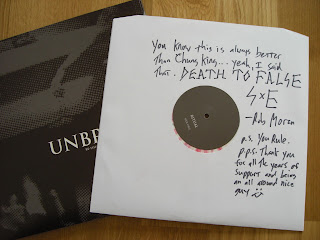 You know this is always better
Than Chung King... yeah, I said
that. DEATH TO FALSE
SXE
- Rob Moran
p.s. You Rule.
p.p.s. Thank you
for all the years of
support and being
an all around nice
guy
UNBR